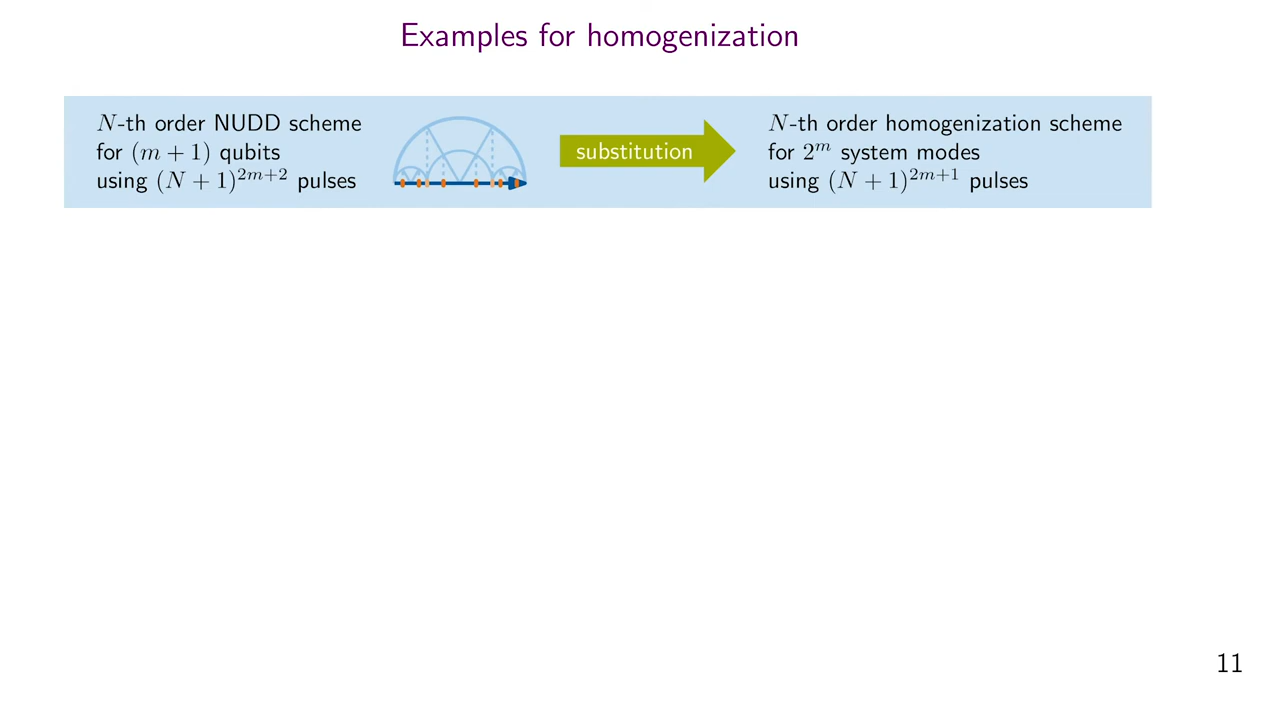 Examples for homogenization
N-th order NUDD scheme
for (m + 1) qubits
using (N + 1)^{2m+2} pulses
substitution
N-th order homogenization scheme
for 2^m system modes
using (N + 1)^{2m+1} pulses
11